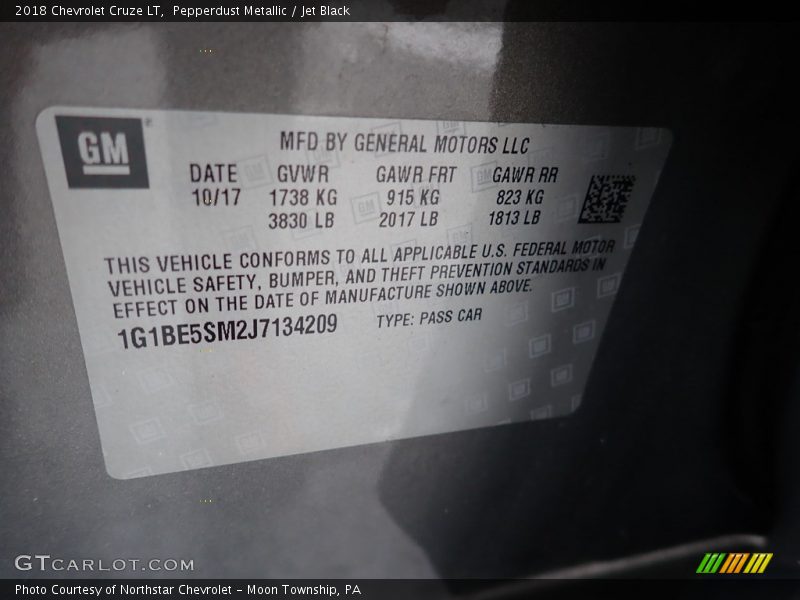 2018 Chevrolet Cruze LT, Pepperdust Metallic / Jet Black
GM
MFD BY GENERAL MOTORS LLC
DATE GVWR GAWR FRT GAWR RR
10/17 1738 KG 915 KG 823 KG
3830 LB 2017 LB 1813 LB
THIS VEHICLE CONFORMS TO ALL APPLICABLE U.S. FEDERAL MOTOR
VEHICLE SAFETY, BUMPER, AND THEFT PREVENTION STANDARDS IN
EFFECT ON THE DATE OF MANUFACTURE SHOWN ABOVE.
1G1BE5SM2J7134209 TYPE: PASS CAR
GTCARLOT.COM
Photo Courtesy of Northstar Chevrolet - Moon Township, PA